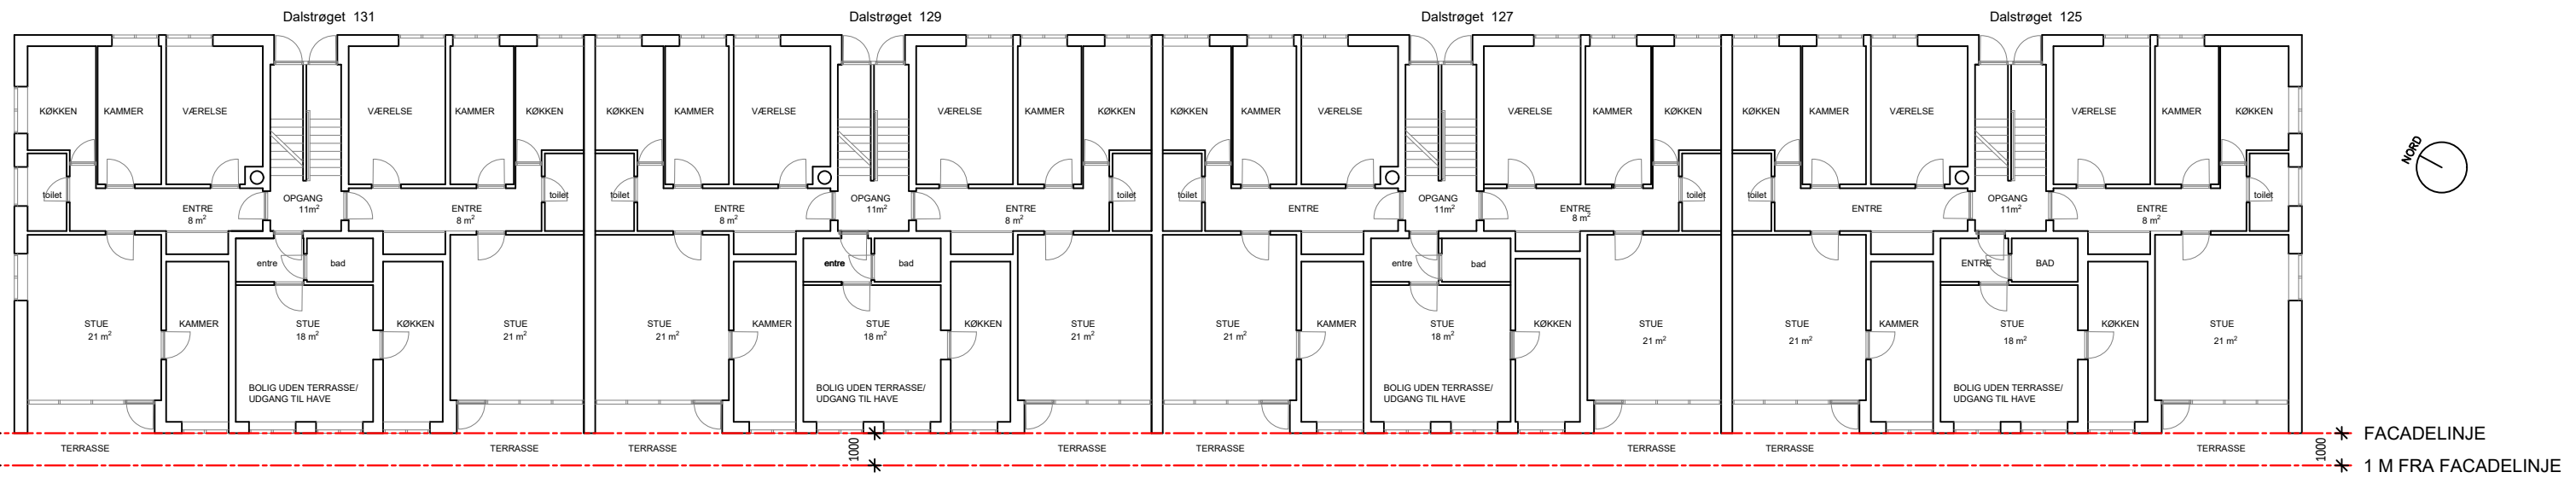 Dalstrøget 131
Dalstrøget 129
Dalstrøget 127
Dalstrøget 125
KØKKEN
KAMMER
VÆRELSE
VÆRELSE
KAMMER
KØKKEN
KØKKEN
KAMMER
VÆRELSE
VÆRELSE
KAMMER
KØKKEN
KØKKEN
KAMMER
VÆRELSE
VÆRELSE
KAMMER
KØKKEN
KØKKEN
KAMMER
VÆRELSE
VÆRELSE
KAMMER
KØKKEN
NORD
toilet
ENTRE
8 m²
OPGANG
11m²
ENTRE
8 m²
toilet
toilet
ENTRE
8 m²
OPGANG
11m²
ENTRE
8 m²
toilet
toilet
ENTRE
OPGANG
11m²
ENTRE
8 m²
toilet
toilet
ENTRE
OPGANG
11m²
ENTRE
8 m²
toilet
entre
bad
entre
bad
entre
bad
ENTRE
BAD
STUE
21 m²
KAMMER
STUE
18 m²
KØKKEN
STUE
21 m²
STUE
21 m²
KAMMER
STUE
18 m²
KØKKEN
STUE
21 m²
STUE
21 m²
KAMMER
STUE
18 m²
KØKKEN
STUE
21 m²
STUE
21 m²
KAMMER
STUE
18 m²
KØKKEN
STUE
21 m²
BOLIG UDEN TERRASSE/
UDGANG TIL HAVE
BOLIG UDEN TERRASSE/
UDGANG TIL HAVE
BOLIG UDEN TERRASSE/
UDGANG TIL HAVE
BOLIG UDEN TERRASSE/
UDGANG TIL HAVE
TERRASSE
TERRASSE
TERRASSE
1000
TERRASSE
TERRASSE
TERRASSE
TERRASSE
TERRASSE
1000
FACADELINJE
1 M FRA FACADELINJE